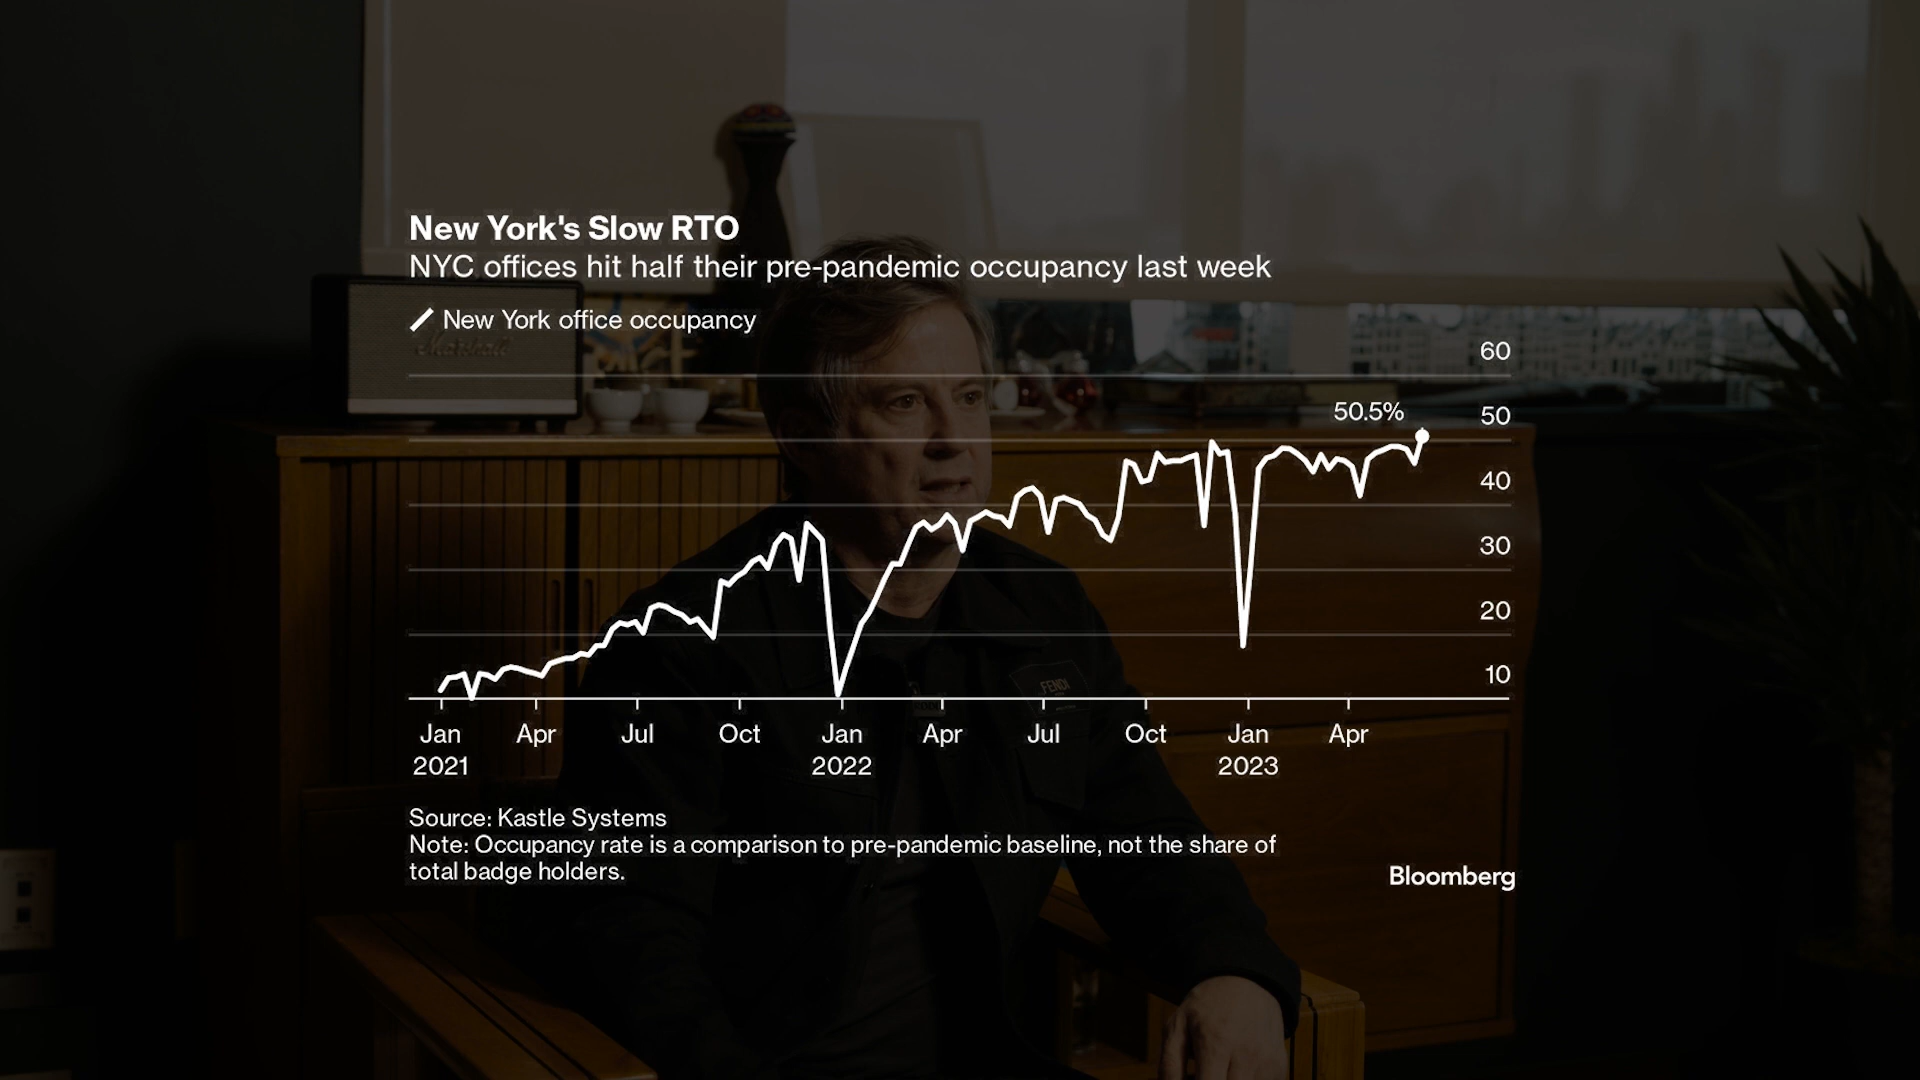 New York's Slow RTO
NYC offices hit half their pre-pandemic occupancy last week
New York office occupancy
Marshall
60
50.5%
50
40
30
20
10
FENDI
Jan Apr Jul Oct Jan Apr Jul Oct Jan Apr
2021 2022 2023
Source: Kastle Systems
Note: Occupancy rate is a comparison to pre-pandemic baseline, not the share of
total badge holders.
Bloomberg